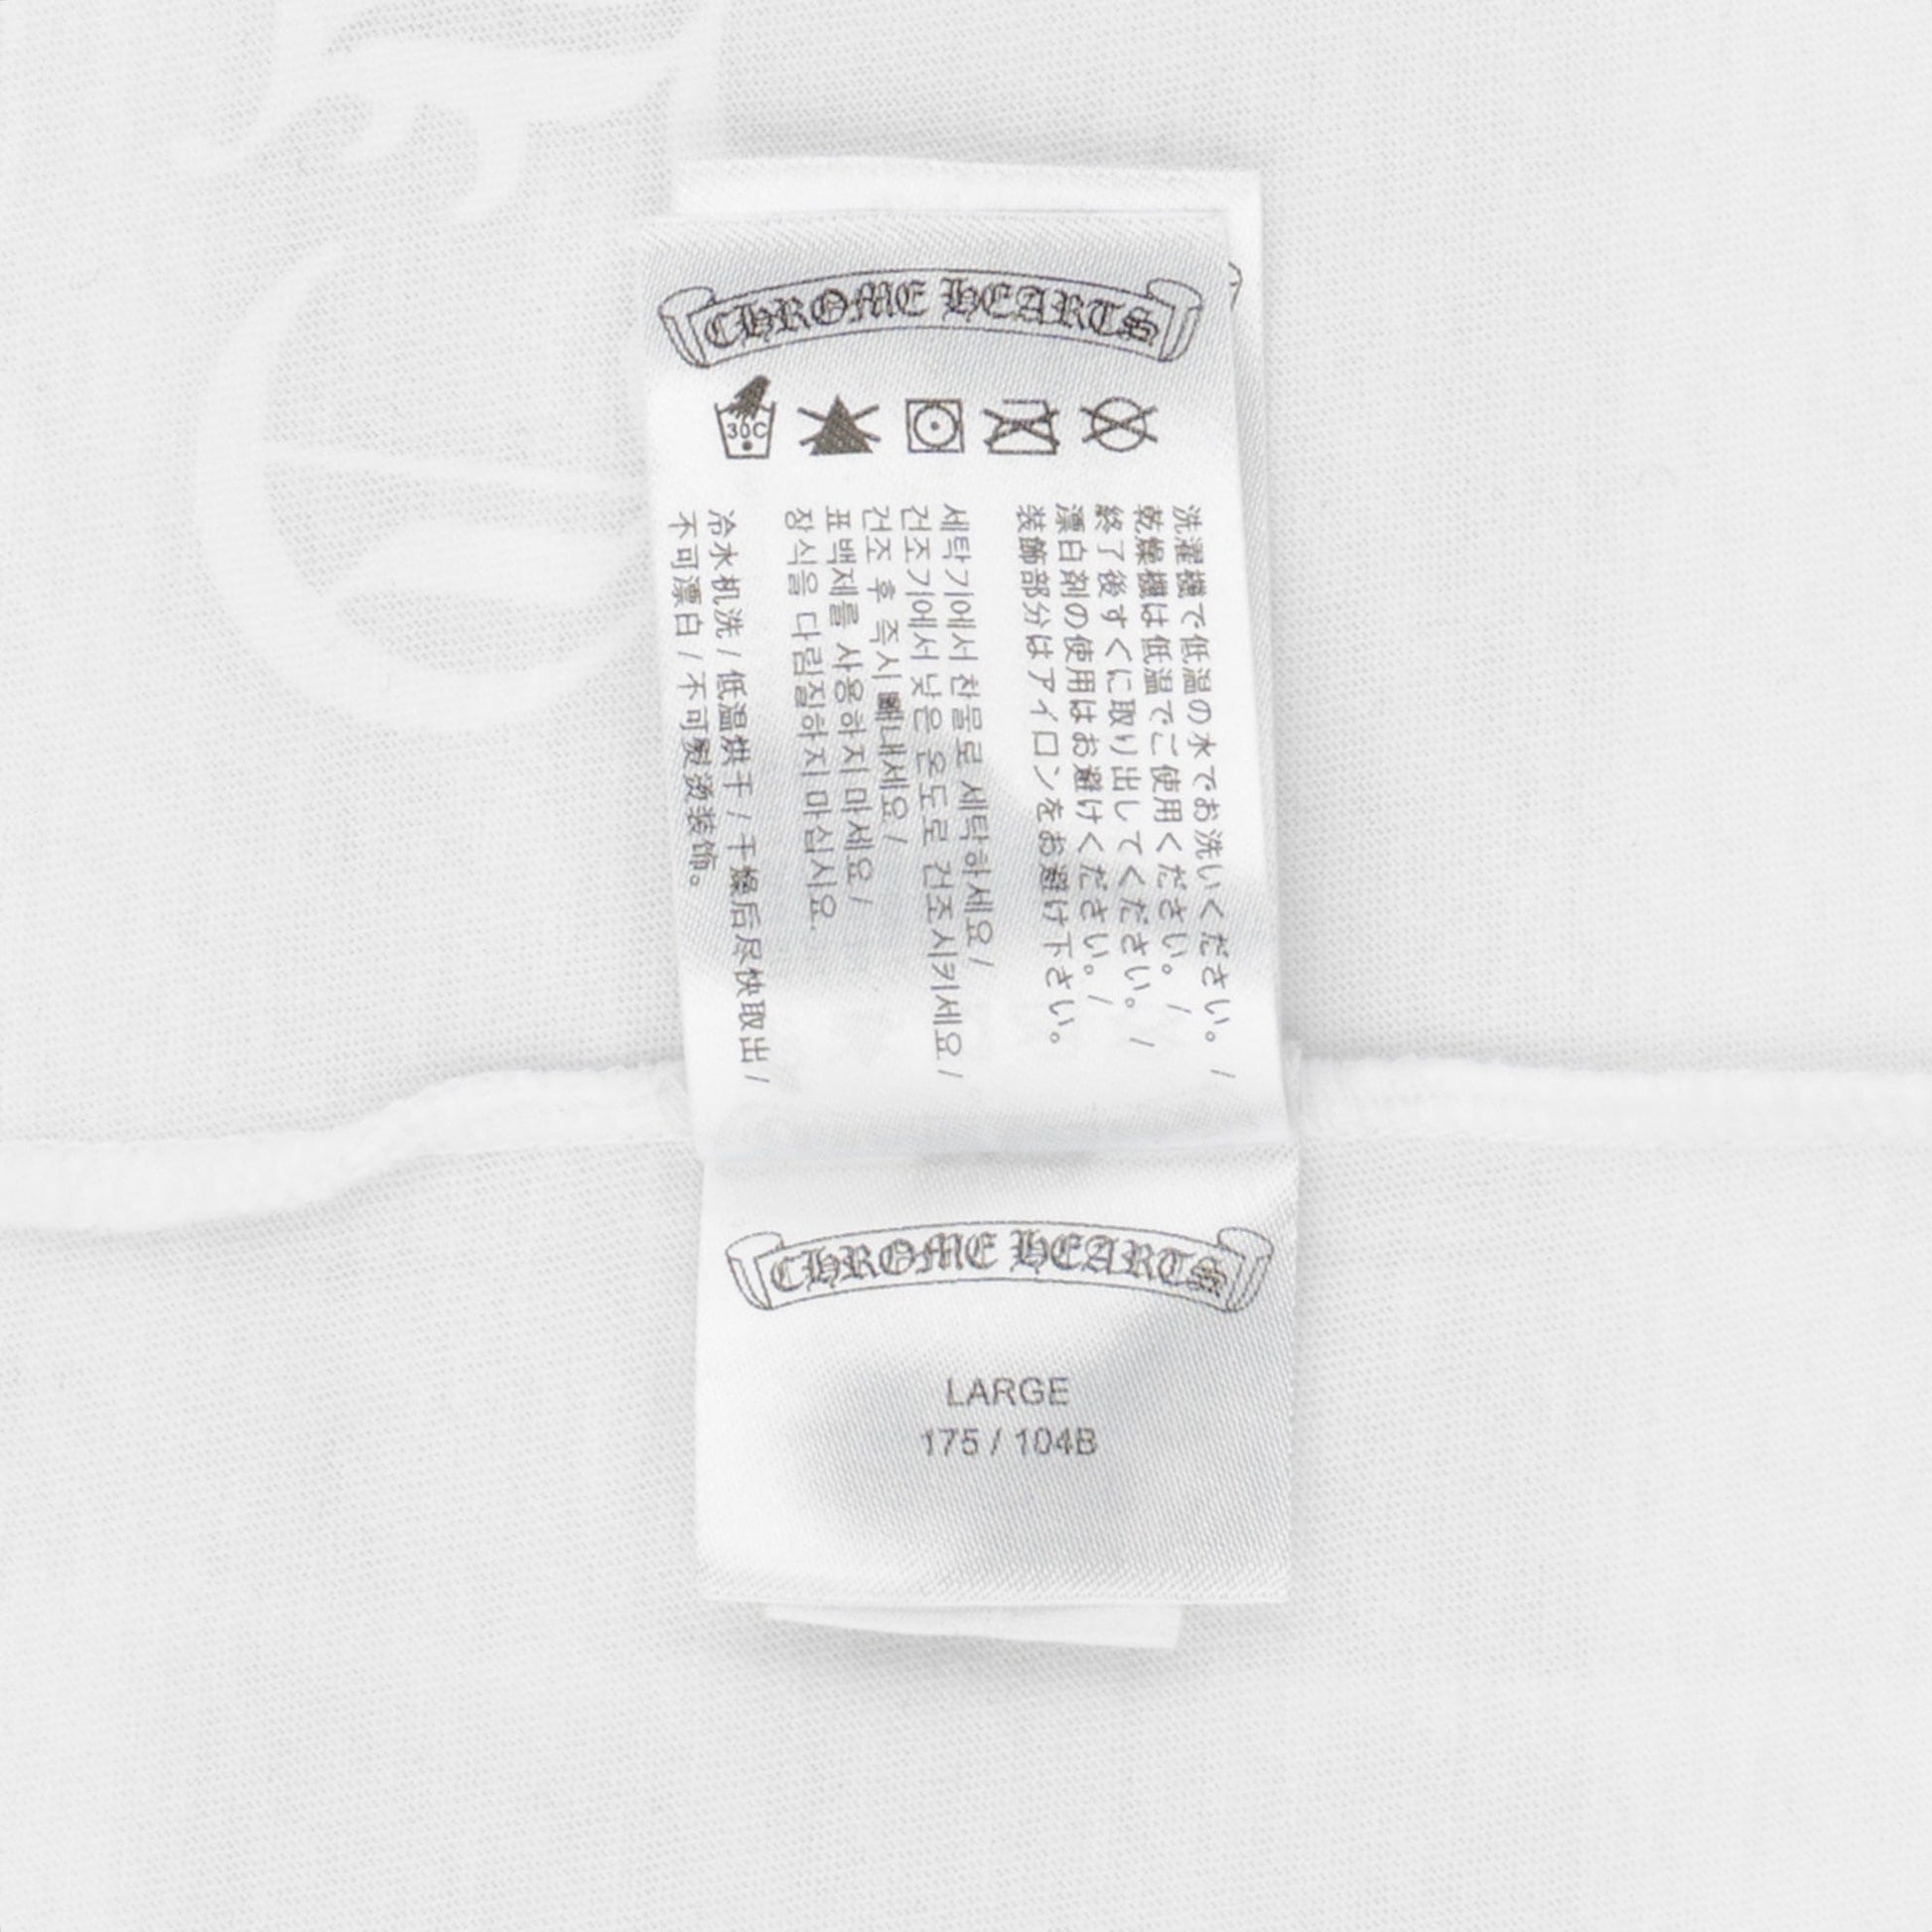 CHROME HEARTS
30C
洗濯機で低温の水でお洗いください。 /
乾燥機は低温でご使用ください。 /
終了後すぐに取り出してください。 /
漂白剤の使用はお避けください。 /
装飾部分はアイロンをお避け下さい。
세탁기에서 찬물로 세탁하세요 /
건조기에서 낮은 온도로 건조시키세요 /
건조 후 즉시 빼내세요 /
표백제를 사용하지 마세요 /
장식을 다림질하지 마십시요.
冷水机洗 / 低温烘干 / 干燥后尽快取出 /
不可漂白 / 不可熨烫装饰。
CHROME HEARTS
LARGE
175 / 104B